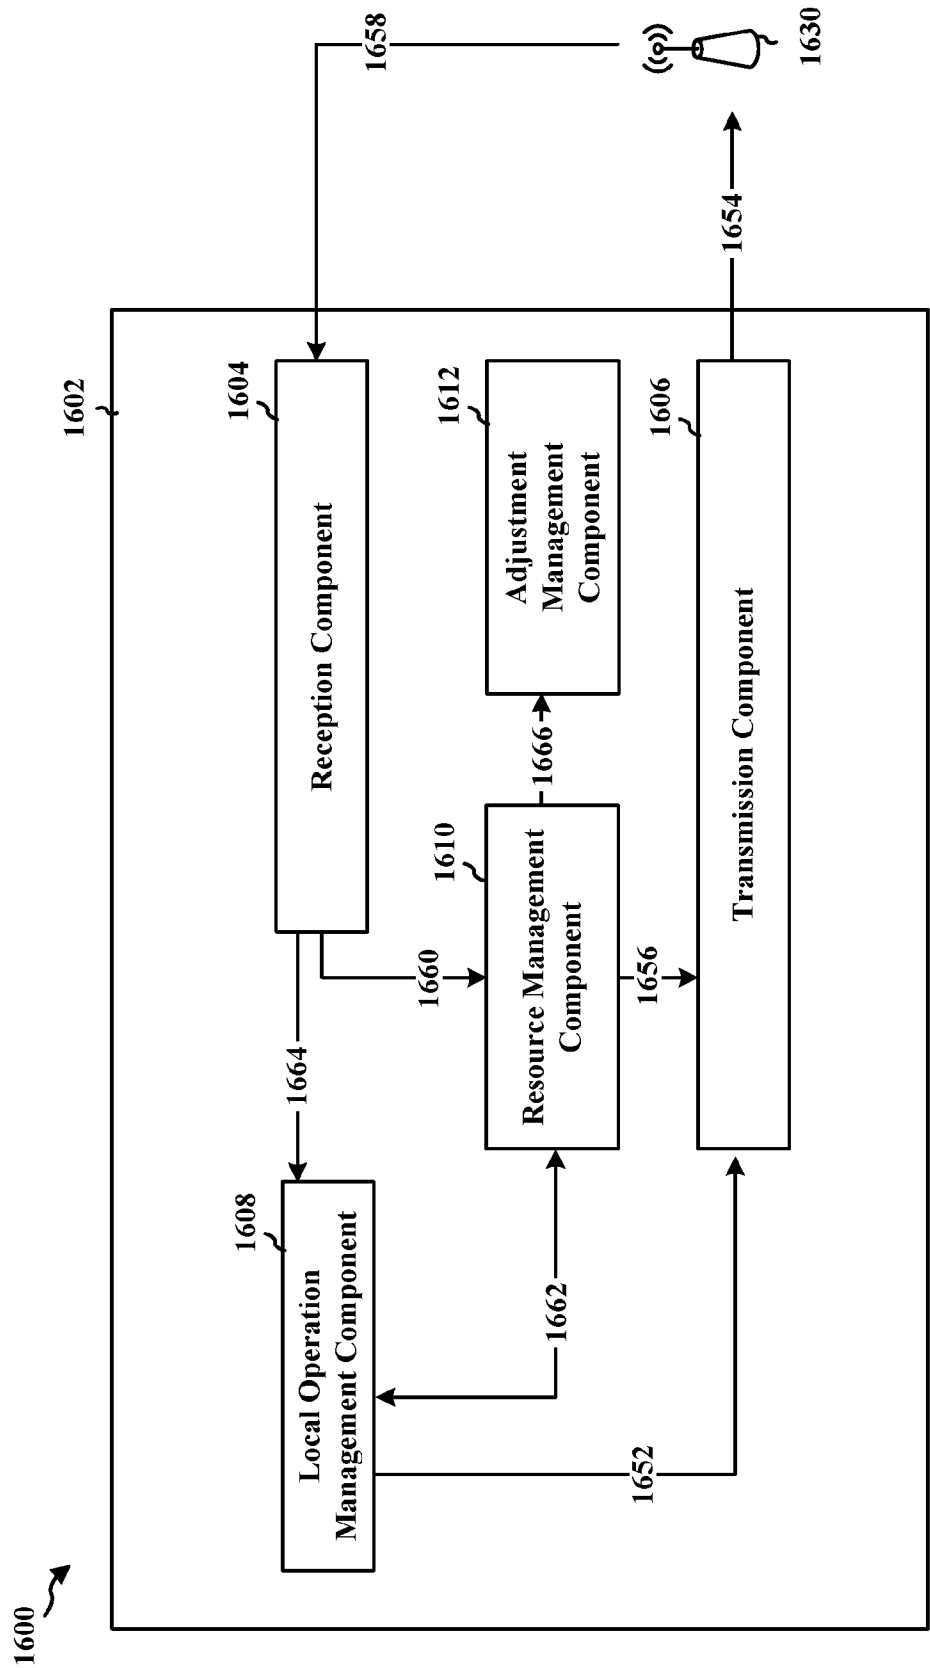 1600
1602
1608
Local Operation
Management Component
1664
1604
Reception Component
1658
1660
1662
1610
Resource Management
Component
1666
1612
Adjustment
Management
Component
1652
1656
1606
Transmission Component
1654
1630